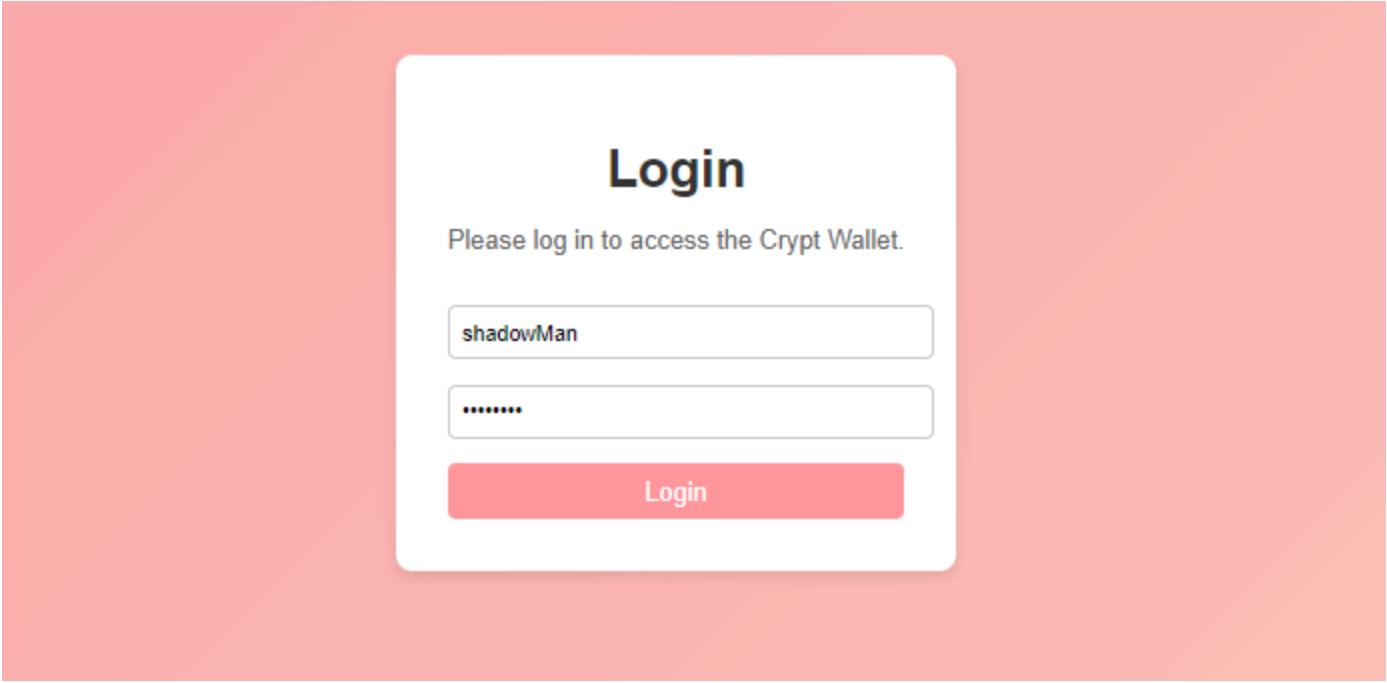 Login
Please log in to access the Crypt Wallet.
shadowMan
••••••••
Login